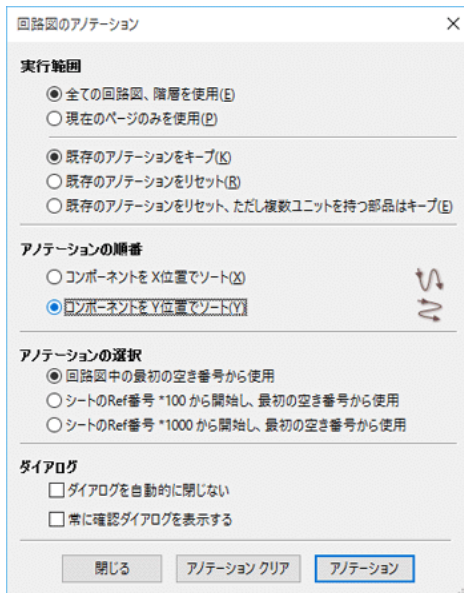 回路図のアノテーション
実行範囲
全ての回路図、階層を使用(E)
現在のページのみを使用(P)
既存のアノテーションをキープ(K)
既存のアノテーションをリセット(R)
既存のアノテーションをリセット、ただし複数ユニットを持つ部品はキープ(E)
アノテーションの順番
コンポーネントを X位置でソート(X)
コンポーネントを Y位置でソート(Y)
アノテーションの選択
回路図中の最初の空き番号から使用
シートのRef番号 *100 から開始し、最初の空き番号から使用
シートのRef番号 *1000 から開始し、最初の空き番号から使用
ダイアログ
ダイアログを自動的に閉じない
常に確認ダイアログを表示する
閉じる アノテーション クリア アノテーション